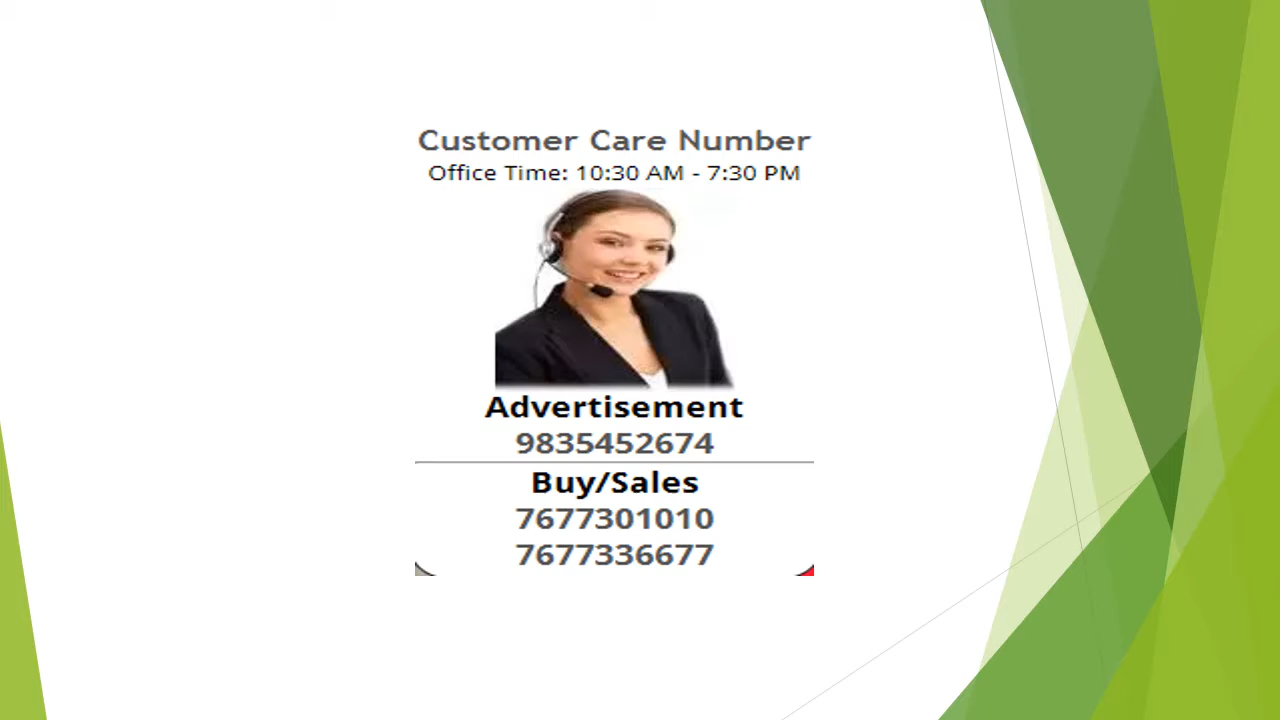 Customer Care Number
Office Time: 10:30 AM - 7:30 PM
Advertisement
9835452674
Buy/Sales
7677301010
7677336677